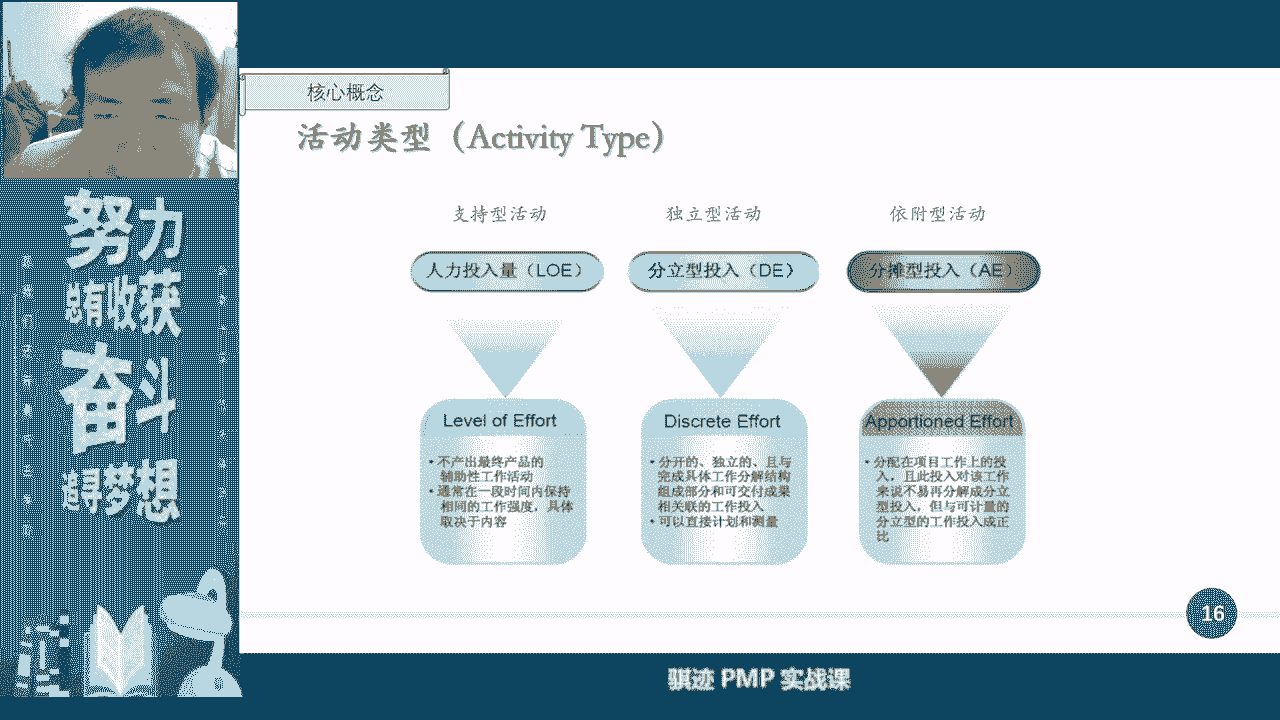 核心概念
活动类型（Activity Type）
支持型活动
独立型活动
依附型活动
人力投入量（LOE）
分立型投入（DE）
分摊型投入（AE）
Level of Effort
• 不产出最终产品的
辅助性工作活动
• 通常在一段时间内保持
相同的工作强度，具体
取决于内容
Discrete Effort
• 分开的、独立的、且与
完成具体工作分解结构
组成部分和可交付成果
相关联的工作投入
• 可以直接计划和测量
Apportioned Effort
• 分配在项目工作上的投
入，且此投入对该工作
来说不易再分解成分立
型投入，但与可计量的
分立型的工作投入成正
比
努力
总有收获
奋斗
追寻梦想
16
骐迹 PMP 实战课